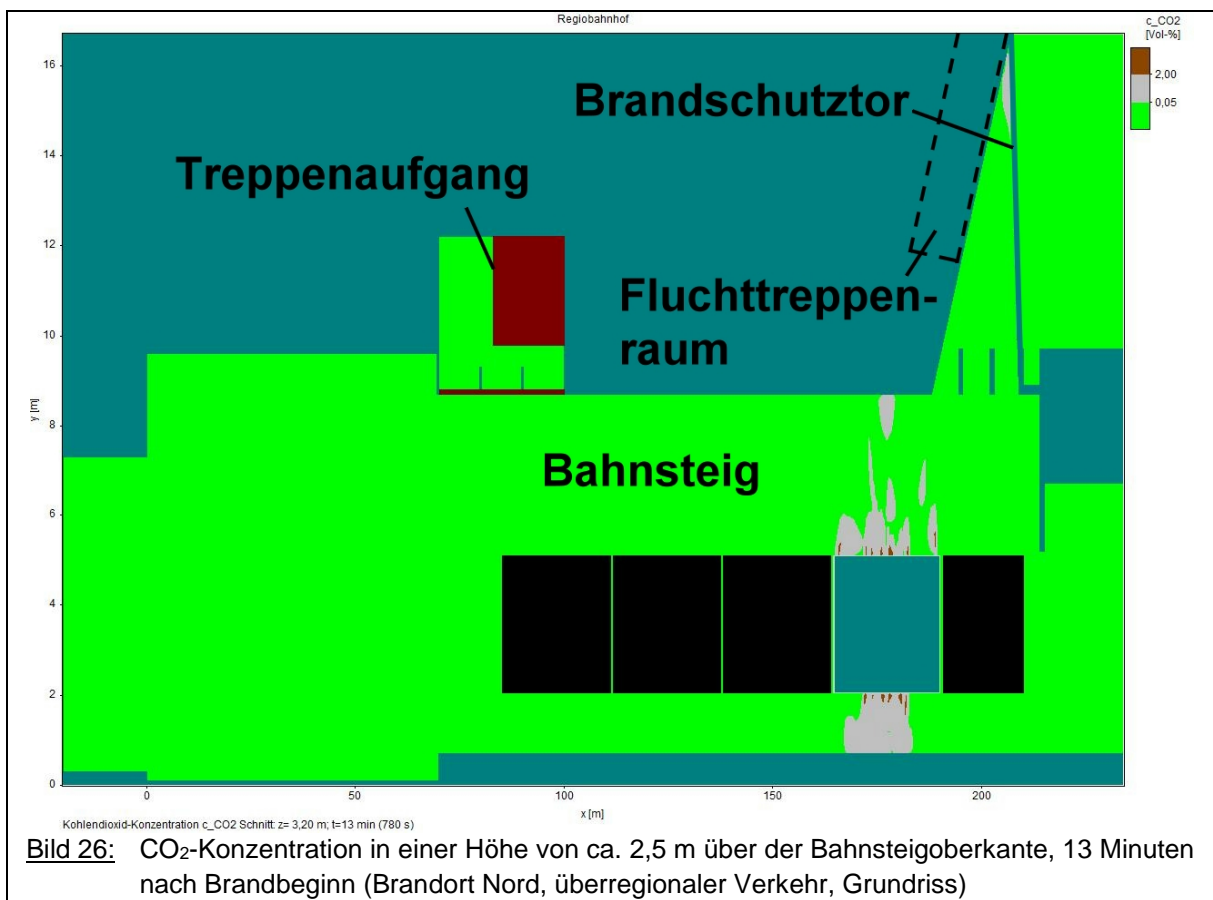 Regiobahnhof
c_CO2
[Vol-%]
2,00
0,05
16
14
12
10
8
6
4
2
0
y [m]
Brandschutztor
Treppenaufgang
Fluchttreppen-
raum
Bahnsteig
0
50
100
150
200
x [m]
Kohlendioxid-Konzentration c_CO2 Schnitt: z= 3,20 m; t=13 min (780 s)
Bild 26: CO₂-Konzentration in einer Höhe von ca. 2,5 m über der Bahnsteigoberkante, 13 Minuten
nach Brandbeginn (Brandort Nord, überregionaler Verkehr, Grundriss)